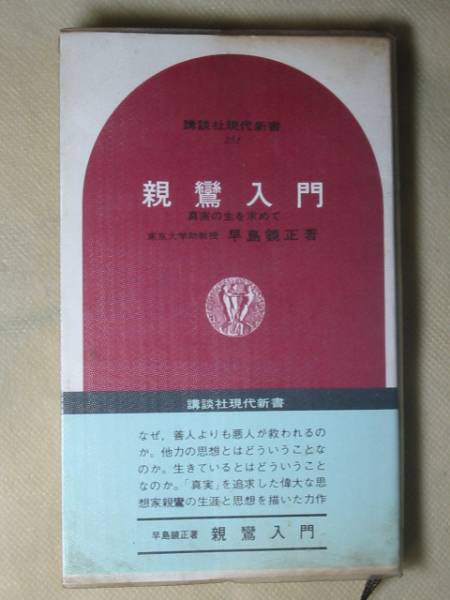 講談社現代新書
251
親鸞入門
真実の生を求めて
東京大学助教授 早島鏡正著
講談社現代新書
なぜ、善人よりも悪人が救われるの
か。他力の思想とはどういうことな
のか。生きているとはどういうこと
なのか。「真実」を追求した偉大な思
想家親鸞の生涯と思想を描いた力作
早島鏡正著 親鸞入門